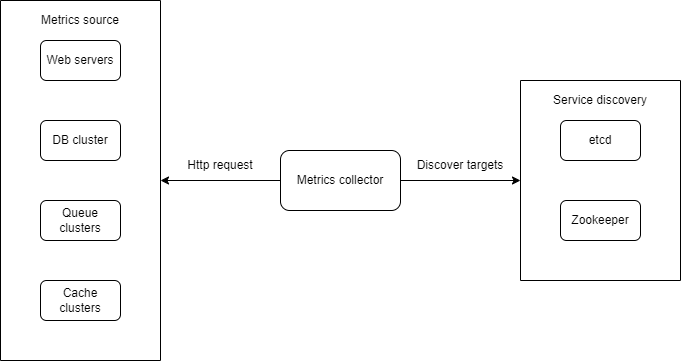 Metrics source
Web servers
DB cluster
Queue
clusters
Cache
clusters
Http request
Metrics collector
Discover targets
Service discovery
etcd
Zookeeper